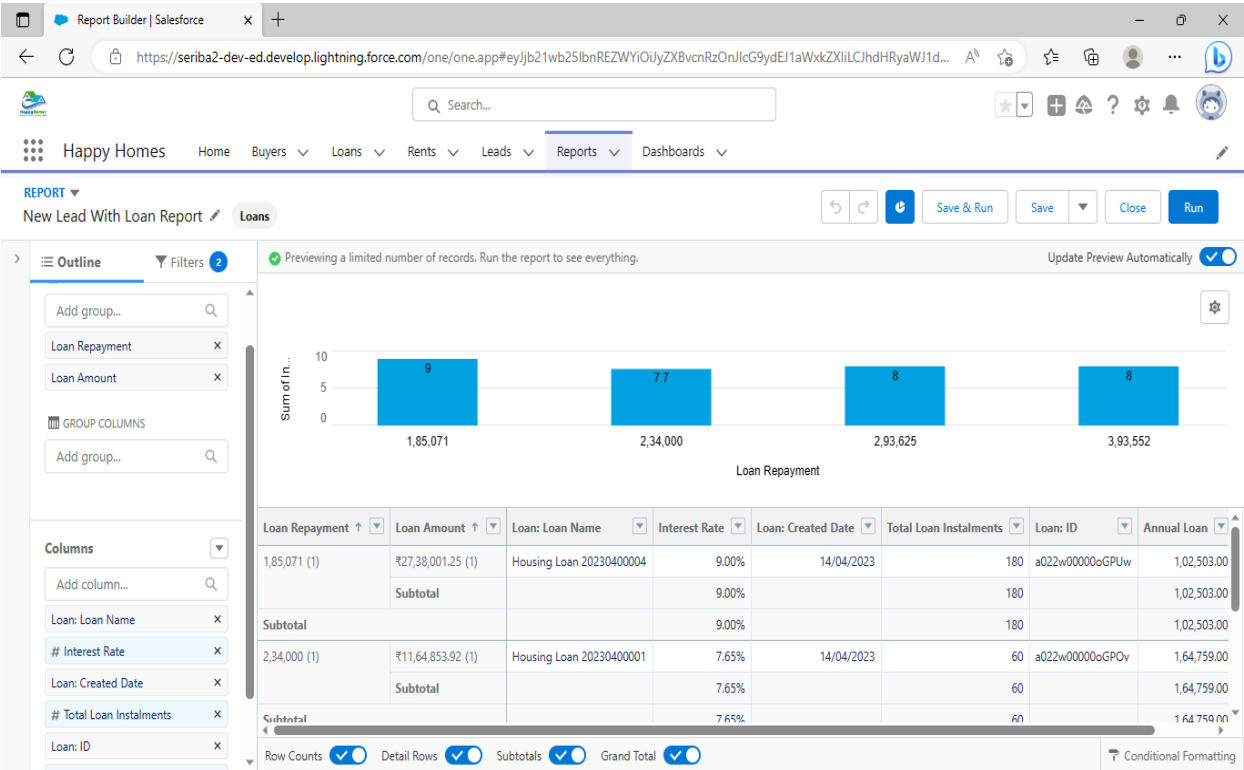 Report Builder | Salesforce
https://seriba2-dev-ed.develop.lightning.force.com/one/one.app#eyJjb21wb25lbnREZWYiOiJyZXBvcnRzOnJlcG9ydEJ1aWxkZXIiLCJhdHRyaWJ1d...
Search...
Happy Homes Home Buyers Loans Rents Leads Reports Dashboards
REPORT
New Lead With Loan Report Loans
Save & Run Save Close Run
Outline Filters 2
Previewing a limited number of records. Run the report to see everything.
Update Preview Automatically
Add group...
Loan Repayment
Loan Amount
GROUP COLUMNS
Add group...
Columns
Add column...
Loan: Loan Name
# Interest Rate
Loan: Created Date
# Total Loan Instalments
Loan: ID
Sum of In...
10
5
0
9 7.7 8 8
1,85,071 2,34,000 2,93,625 3,93,552
Loan Repayment
Loan Repayment ↑ Loan Amount ↑ Loan: Loan Name Interest Rate Loan: Created Date Total Loan Instalments Loan: ID Annual Loan
1,85,071 (1) ₹27,38,001.25 (1) Housing Loan 20230400004 9.00% 14/04/2023 180 a022w00000oGPUw 1,02,503.00
Subtotal 9.00% 180 1,02,503.00
Subtotal 9.00% 180 1,02,503.00
2,34,000 (1) ₹11,64,853.92 (1) Housing Loan 20230400001 7.65% 14/04/2023 60 a022w00000oGPOv 1,64,759.00
Subtotal 7.65% 60 1,64,759.00
Subtotal 7.65% 60 1,64,759.00
Row Counts Detail Rows Subtotals Grand Total Conditional Formatting